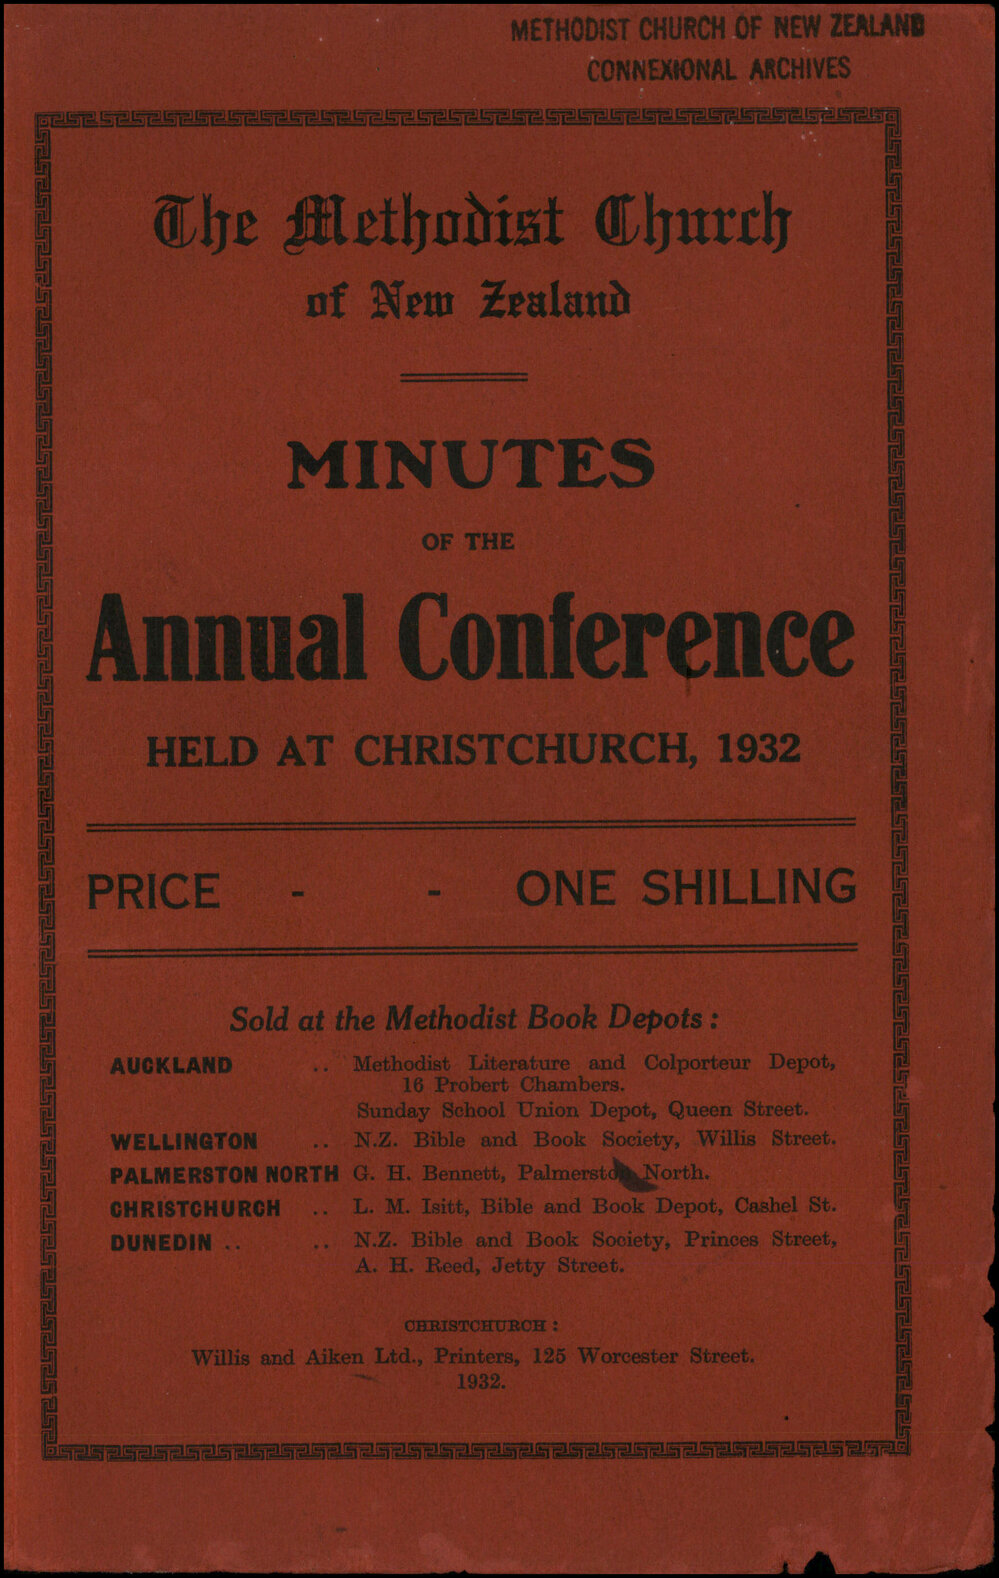 METHODIST CHURCH OF NEW ZEALAND
CONNEXIONAL ARCHIVES
The Methodist Church
of New Zealand
MINUTES
OF THE
Annual Conference
HELD AT CHRISTCHURCH, 1932
PRICE - - ONE SHILLING
Sold at the Methodist Book Depots :
AUCKLAND .. Methodist Literature and Colporteur Depot,
16 Probert Chambers.
Sunday School Union Depot, Queen Street.
WELLINGTON .. N.Z. Bible and Book Society, Willis Street.
PALMERSTON NORTH G. H. Bennett, Palmerston North.
CHRISTCHURCH .. L. M. Isitt, Bible and Book Depot, Cashel St.
DUNEDIN .. .. N.Z. Bible and Book Society, Princes Street,
A. H. Reed, Jetty Street.
CHRISTCHURCH :
Willis and Aiken Ltd., Printers, 125 Worcester Street.
1932.